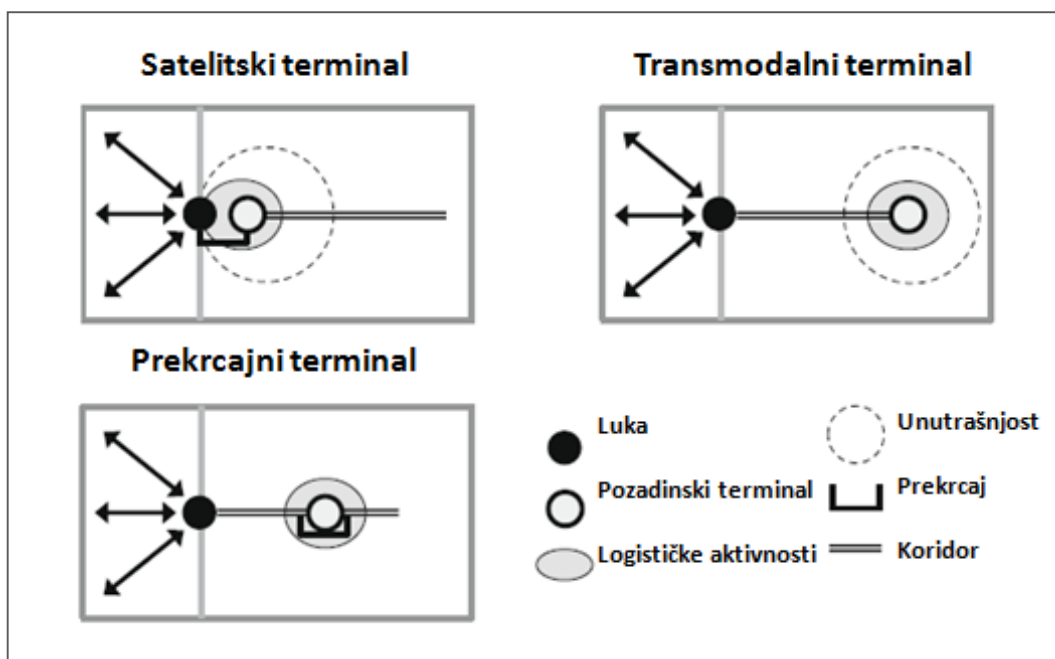 Satelitski terminal
Transmodalni terminal
Prekrcajni terminal
Luka
Unutrašnjost
Pozadinski terminal
Prekrcaj
Logističke aktivnosti
Koridor